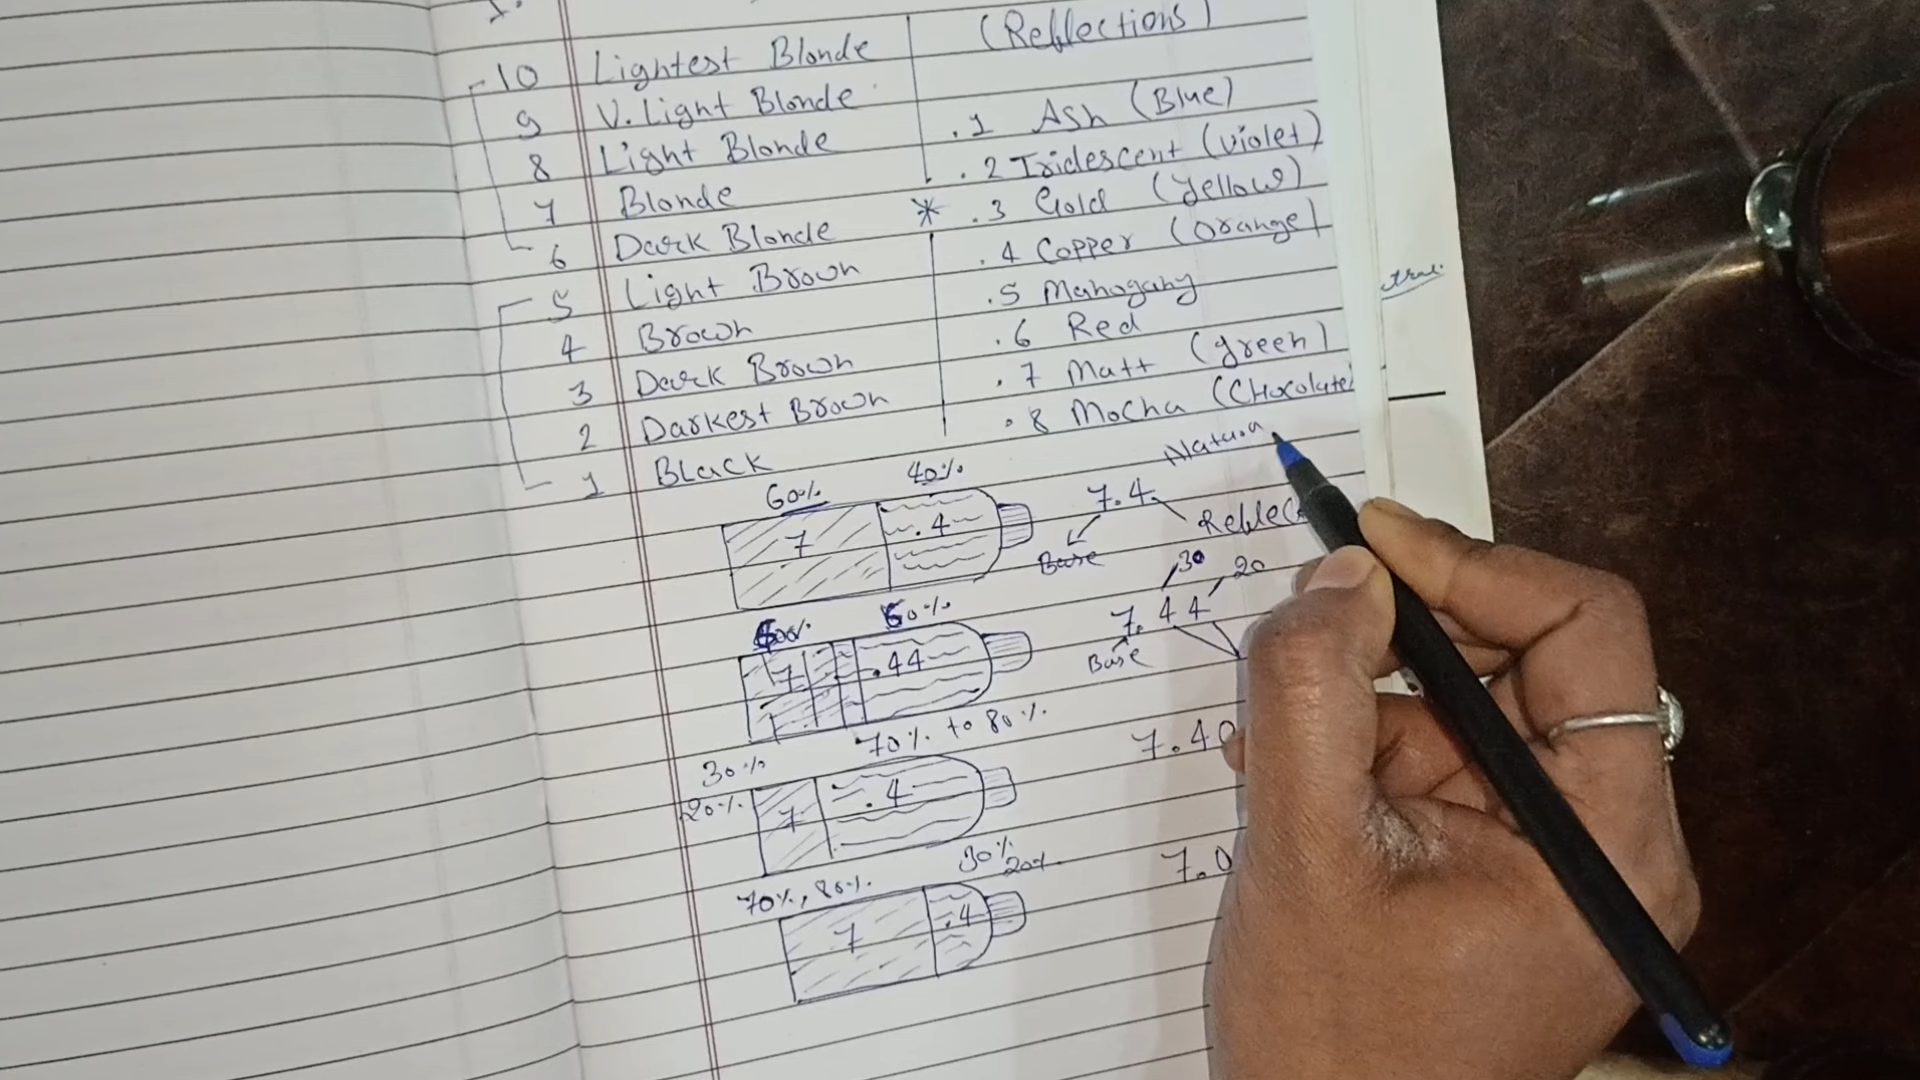 (Reflections)
10 Lightest Blonde
9 V. Light Blonde
.1 Ash (Blue)
8 Light Blonde
.2 Iridescent (violet)
7 Blonde
* .3 Gold (Yellow)
6 Dark Blonde
.4 Copper (Orange)
5 Light Brown
.5 Mahogany
4 Brown
.6 Red
3 Dark Brown
.7 Matt (green)
2 Darkest Brown
.8 Mocha (Chocolate)
1 Black
60% 40%
7 .4
7.4
Base
30 20
60%
7 .44
7.44
Base
70% to 80%
30%
20%
7 .4
7.40
70%, 80%
30%
20%
7 .4
7.0